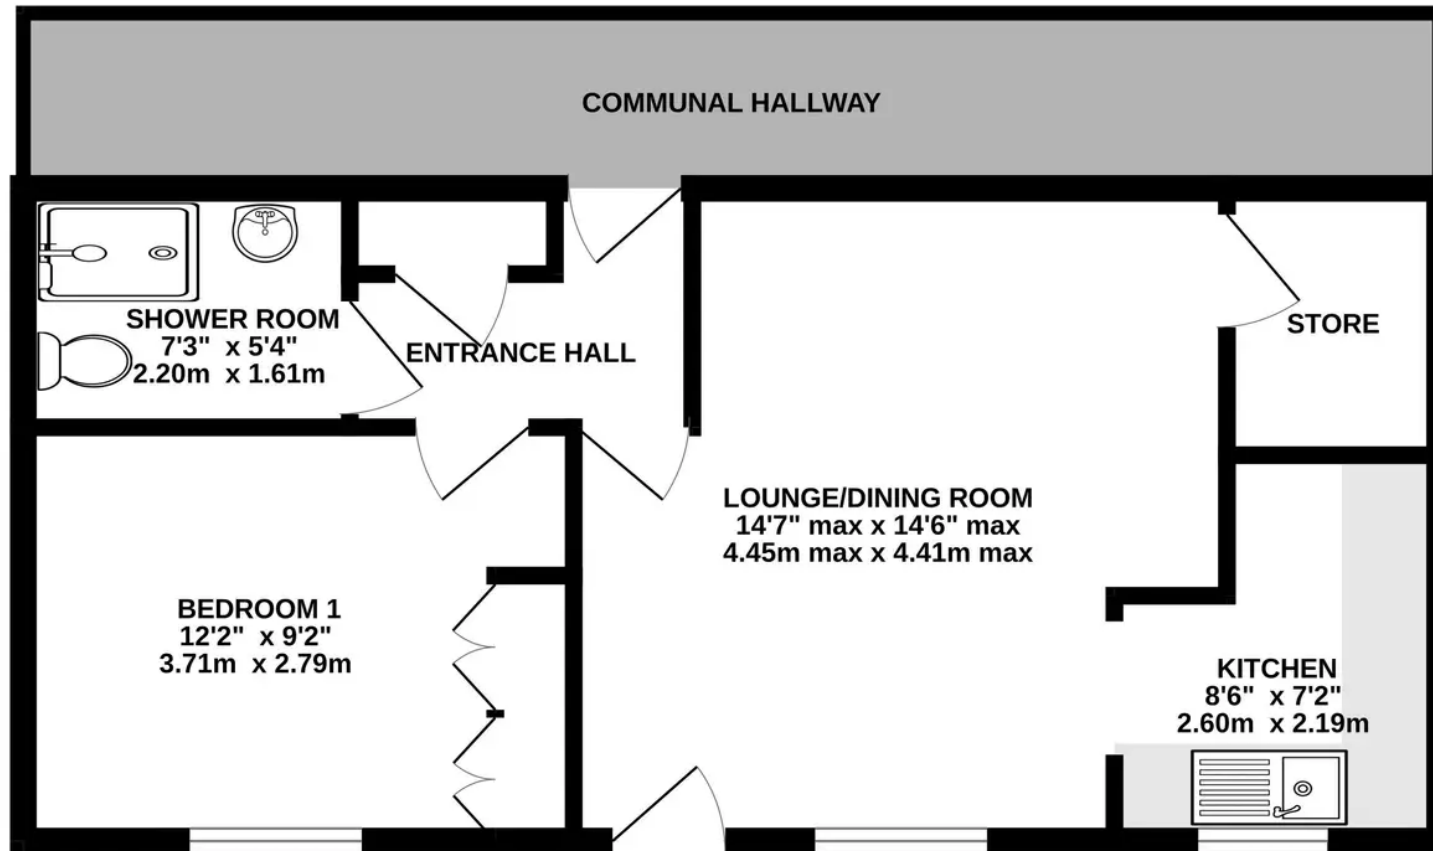 COMMUNAL HALLWAY
SHOWER ROOM
7'3" x 5'4"
2.20m x 1.61m
ENTRANCE HALL
STORE
LOUNGE/DINING ROOM
14'7" max x 14'6" max
4.45m max x 4.41m max
BEDROOM 1
12'2" x 9'2"
3.71m x 2.79m
KITCHEN
8'6" x 7'2"
2.60m x 2.19m